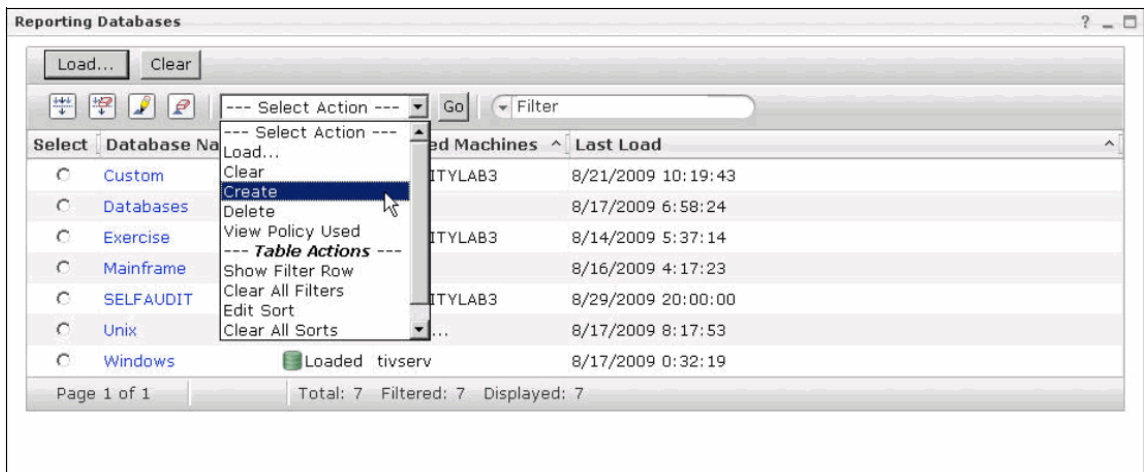 Reporting Databases ?
Load... Clear
--- Select Action --- Go Filter
--- Select Action ---
Load...
Clear
Create
Delete
View Policy Used
--- Table Actions ---
Show Filter Row
Clear All Filters
Edit Sort
Clear All Sorts
Select Database Na ed Machines ^ Last Load ^
Custom ITYLAB3 8/21/2009 10:19:43
Databases 8/17/2009 6:58:24
Exercise ITYLAB3 8/14/2009 5:37:14
Mainframe 8/16/2009 4:17:23
SELFAUDIT ITYLAB3 8/29/2009 20:00:00
Unix ... 8/17/2009 8:17:53
Windows Loaded tivserv 8/17/2009 0:32:19
Page 1 of 1 Total: 7 Filtered: 7 Displayed: 7